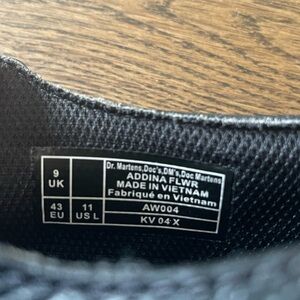 9
UK
43
EU
11
US L
Dr. Martens,Doc's,DM's,Doc Martens
ADDINA FLWR
MADE IN VIETNAM
Fabriqué en Vietnam
AW004
KV 04 X